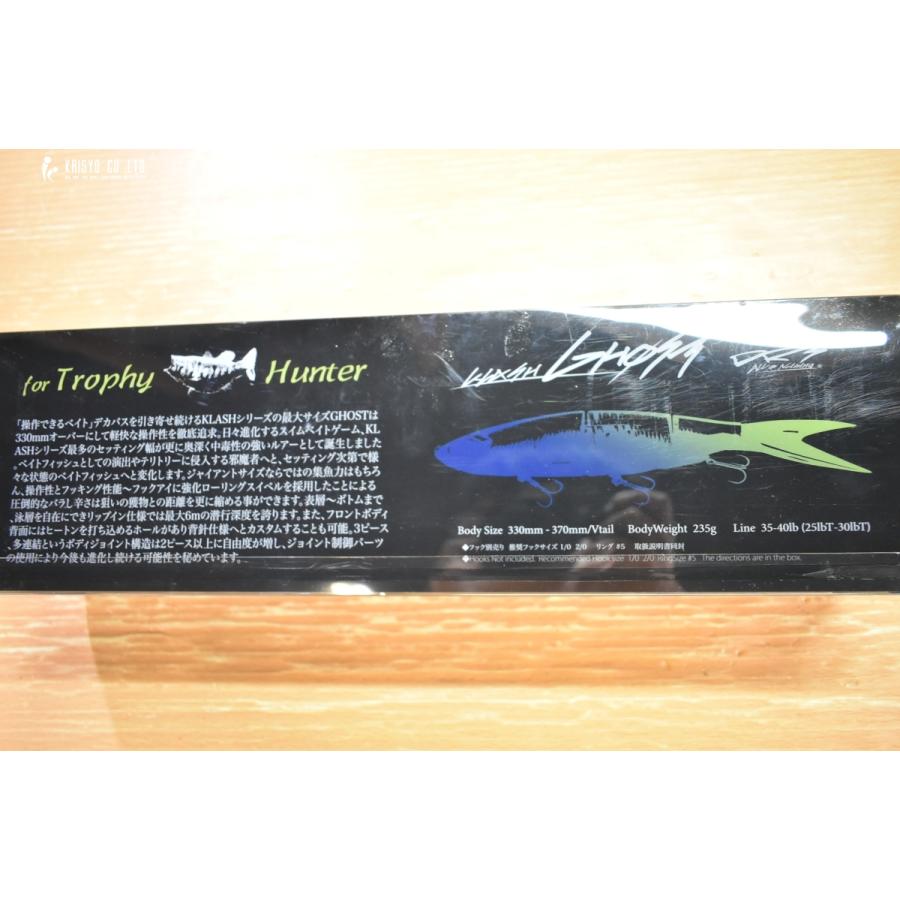 KAISYO CO LTD
for Trophy Hunter
「操作できるベイト」デカバスを引き寄せ続けるKLASHシリーズの最大サイズGHOSTは
330mmオーバーにして軽快な操作性を徹底追求。日々進化するスイムベイトゲーム、KL
ASHシリーズ最多のセッティング幅が更に奥深く中毒性の強いルアーとして誕生しました
。ベイトフィッシュとしての演出やテリトリーに侵入する邪魔者へと、セッティング次第で様
々な状態のベイトフィッシュへと変化します。ジャイアントサイズならではの集魚力はもちろ
ん、操作性とフッキング性能～フックアイに強化ローリングスイベルを採用したことによる
圧倒的なバラし辛さは狙いの獲物との距離を更に縮める事ができます。表層～ボトムまで
、泳層を自在にできリップイン仕様では最大6mの潜行深度を誇ります。また、フロントボディ
背面にはヒートンを打ち込めるホールがあり背針仕様へとカスタムすることも可能。3ピース
多連結というボディジョイント構造は2ピース以上に自由度が増し、ジョイント制御パーツ
の使用により今後も進化し続ける可能性を秘めています。
KLASH GHOST
Body Size 330mm - 370mm/Vtail BodyWeight 235g Line 35-40lb (25lbT-30lbT)
◆フック別売り 推奨フックサイズ 1/0 2/0 リング #5 取扱説明書同封
◆Hooks Not included. Recommended Hook size 1/0 2/0 RingSize #5 The directions are in the box.